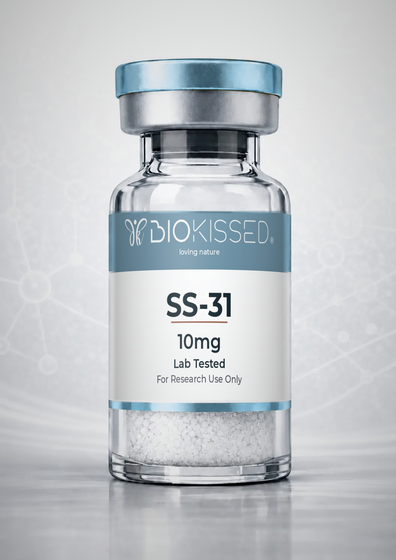 BIOKISSED®
loving nature
SS-31
10mg
Lab Tested
For Research Use Only